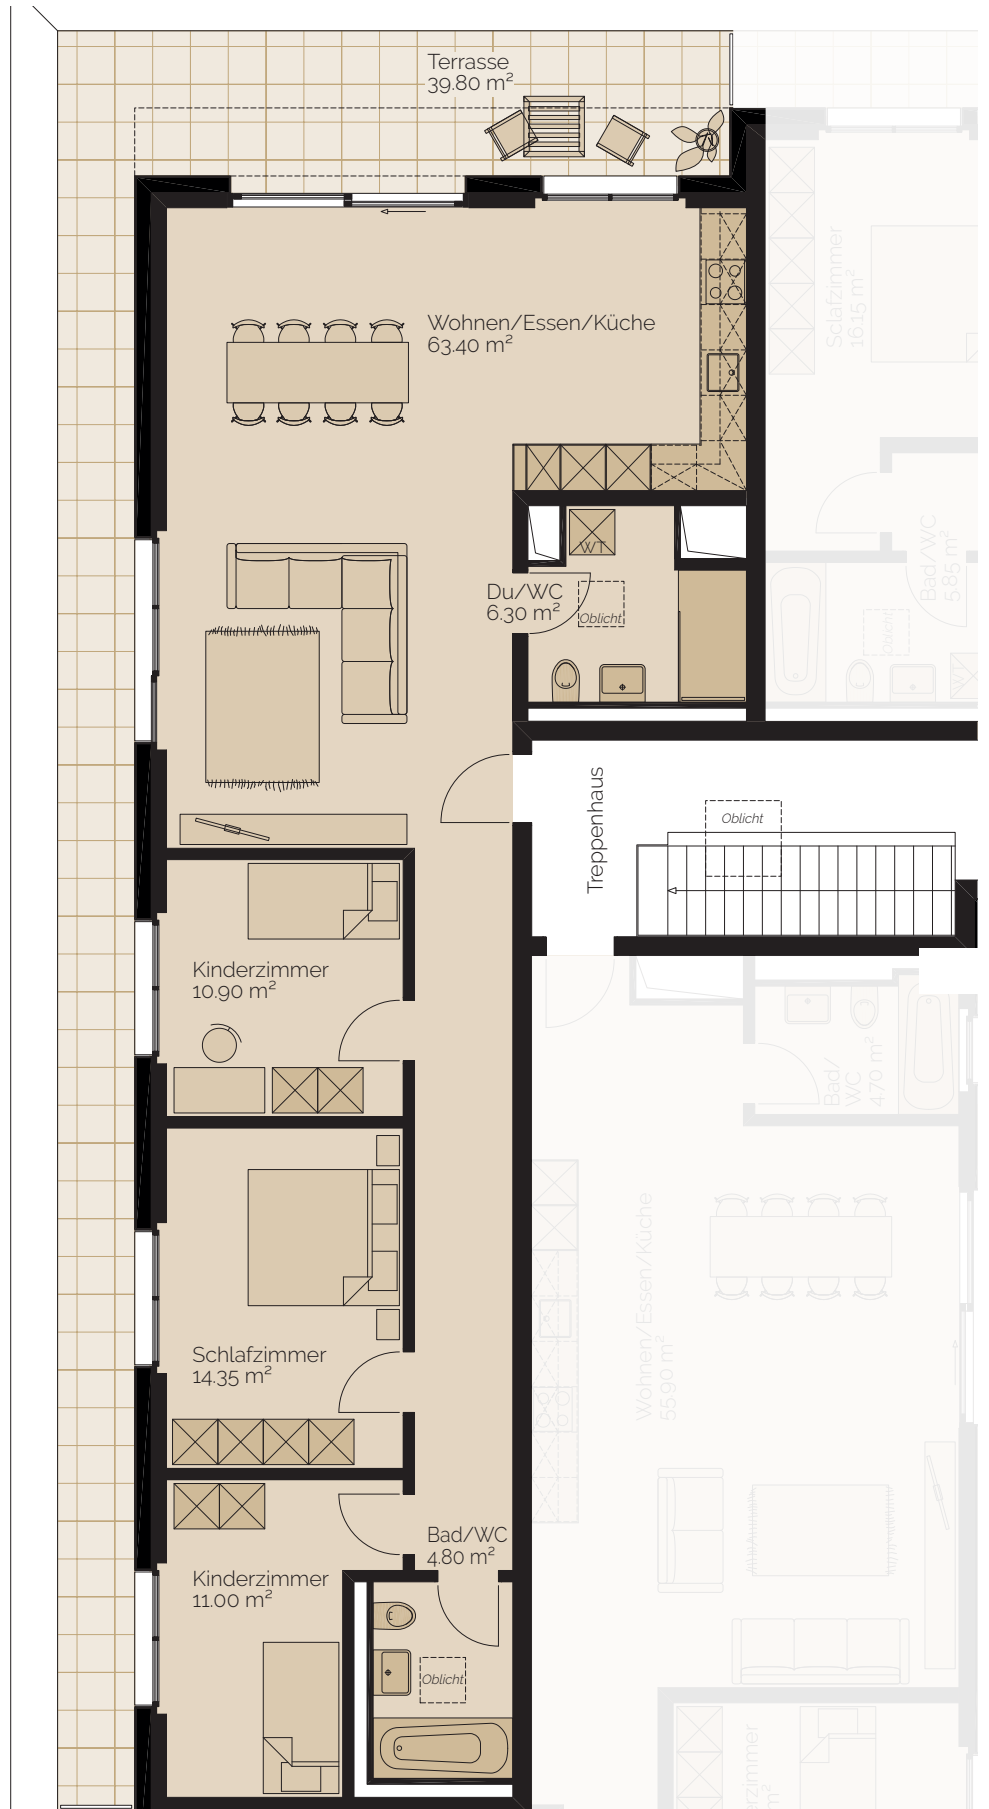 Terrasse
39.80 m²
Wohnen/Essen/Küche
63.40 m²
Sclafzimmer
16.15 m²
WT
Du/WC
6.30 m²
Oblicht
Bad/WC
5.85 m²
Oblicht
WT
Treppenhaus
Oblicht
Kinderzimmer
10.90 m²
Bad/
WC
4.70 m²
Wohnen/Essen/Küche
55.90 m²
Schlafzimmer
14.35 m²
Bad/WC
4.80 m²
Kinderzimmer
11.00 m²
Oblicht
erzimmer
m²